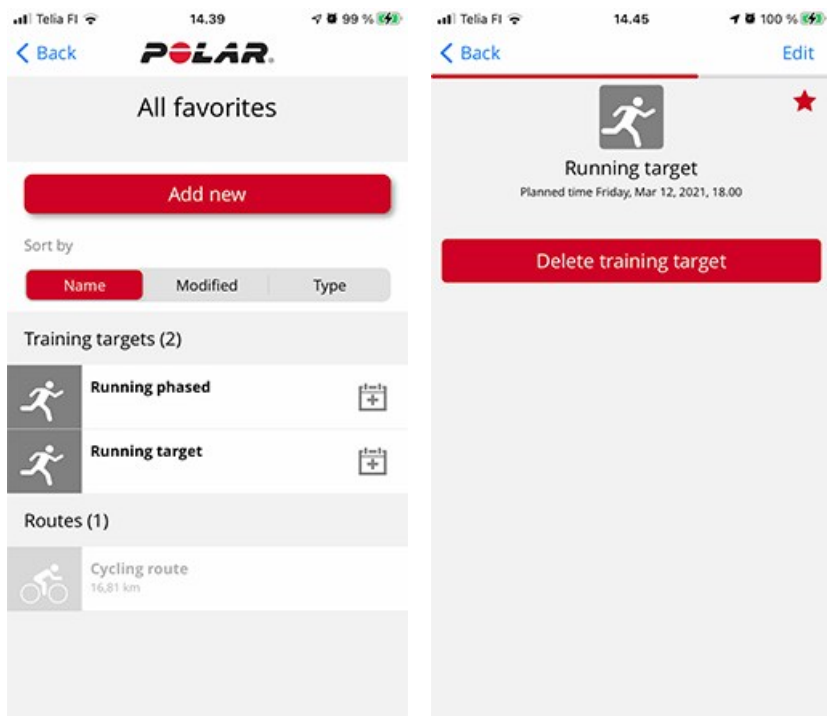 Telia FI 14.39 99 %
Back POLAR.
All favorites
Add new
Sort by
Name Modified Type
Training targets (2)
Running phased
Running target
Routes (1)
Cycling route
16,81 km
Telia FI 14.45 100 %
Back Edit
Running target
Planned time Friday, Mar 12, 2021, 18.00
Delete training target